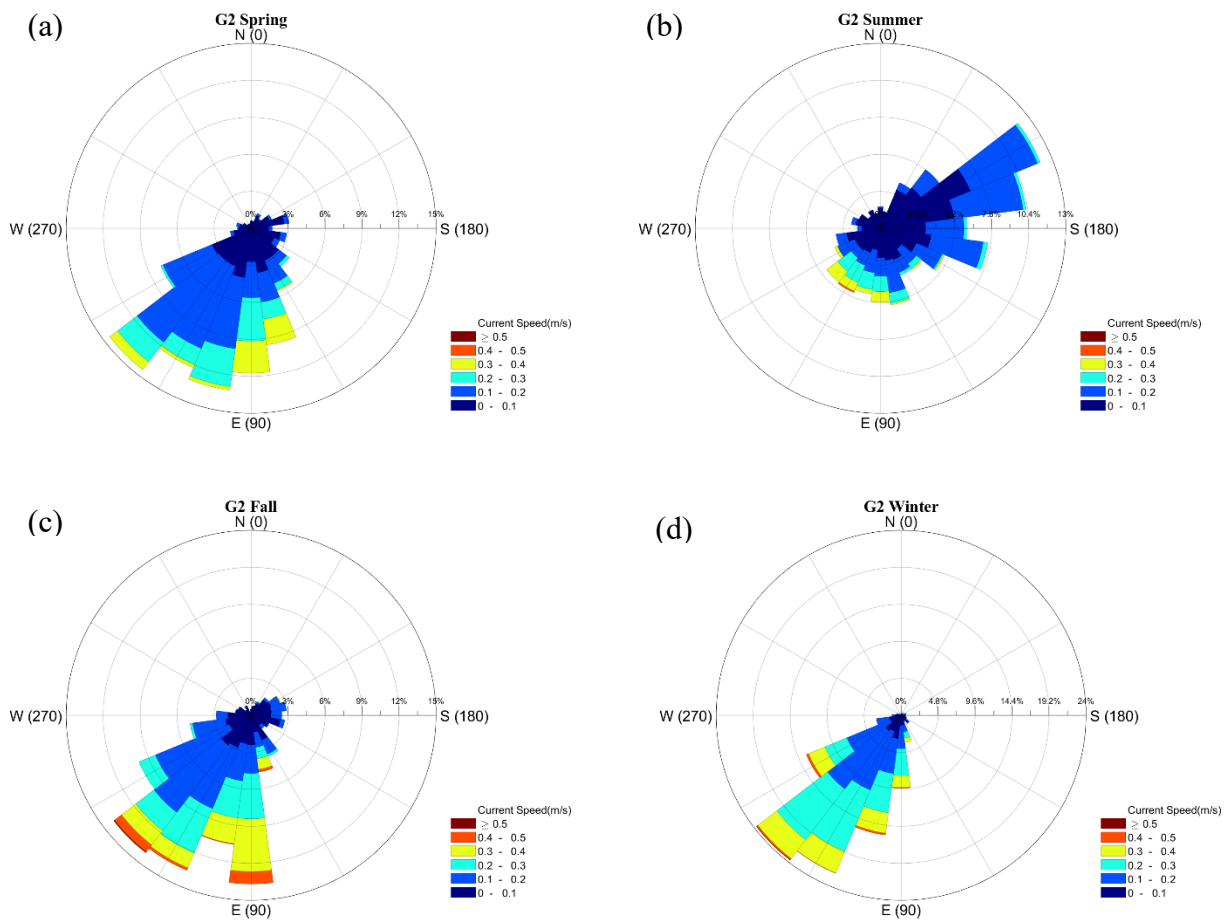 (a)
G2 Spring
N (0)
W (270)
0% 3% 6% 9% 12% 15%
S (180)
E (90)
Current Speed(m/s)
≥ 0.5
0.4 - 0.5
0.3 - 0.4
0.2 - 0.3
0.1 - 0.2
0 - 0.1
(b)
G2 Summer
N (0)
W (270)
7.8% 10.4% 13%
S (180)
E (90)
Current Speed(m/s)
≥ 0.5
0.4 - 0.5
0.3 - 0.4
0.2 - 0.3
0.1 - 0.2
0 - 0.1
(c)
G2 Fall
N (0)
W (270)
0% 3% 6% 9% 12% 15%
S (180)
E (90)
Current Speed(m/s)
≥ 0.5
0.4 - 0.5
0.3 - 0.4
0.2 - 0.3
0.1 - 0.2
0 - 0.1
(d)
G2 Winter
N (0)
W (270)
0% 4.8% 9.6% 14.4% 19.2% 24%
S (180)
E (90)
Current Speed(m/s)
≥ 0.5
0.4 - 0.5
0.3 - 0.4
0.2 - 0.3
0.1 - 0.2
0 - 0.1